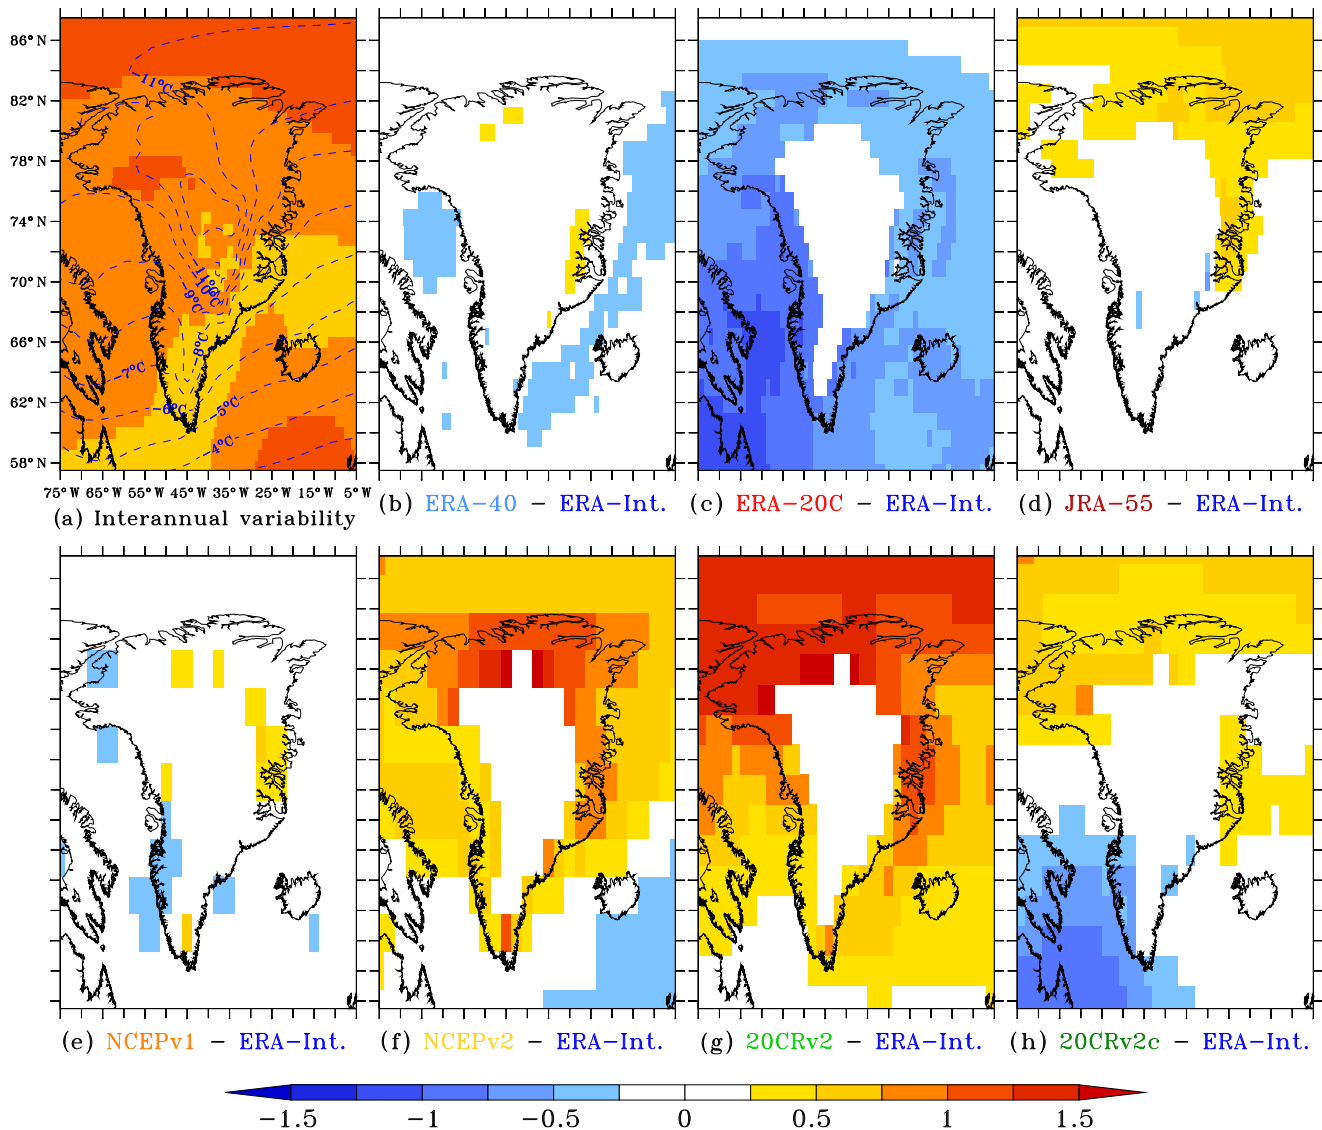 86°N
82°N
78°N
74°N
70°N
66°N
62°N
58°N
-11°C
-11°C
-10°C
-9°C
-8°C
-7°C
-6°C
-5°C
-4°C
75°W 65°W 55°W 45°W 35°W 25°W 15°W 5°W
(a) Interannual variability
(b) ERA-40 - ERA-Int.
(c) ERA-20C - ERA-Int.
(d) JRA-55 - ERA-Int.
(e) NCEPv1 - ERA-Int.
(f) NCEPv2 - ERA-Int.
(g) 20CRv2 - ERA-Int.
(h) 20CRv2c - ERA-Int.
-1.5 -1 -0.5 0 0.5 1 1.5